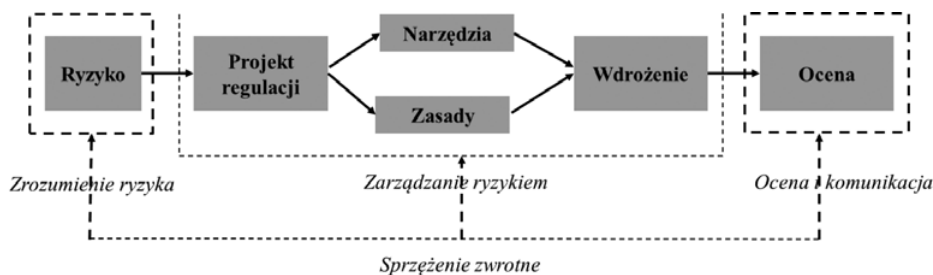 Ryzyko
Projekt
regulacji
Narzędzia
Zasady
Wdrożenie
Ocena
Zrozumienie ryzyka
Zarządzanie ryzykiem
Ocena i komunikacja
Sprzężenie zwrotne